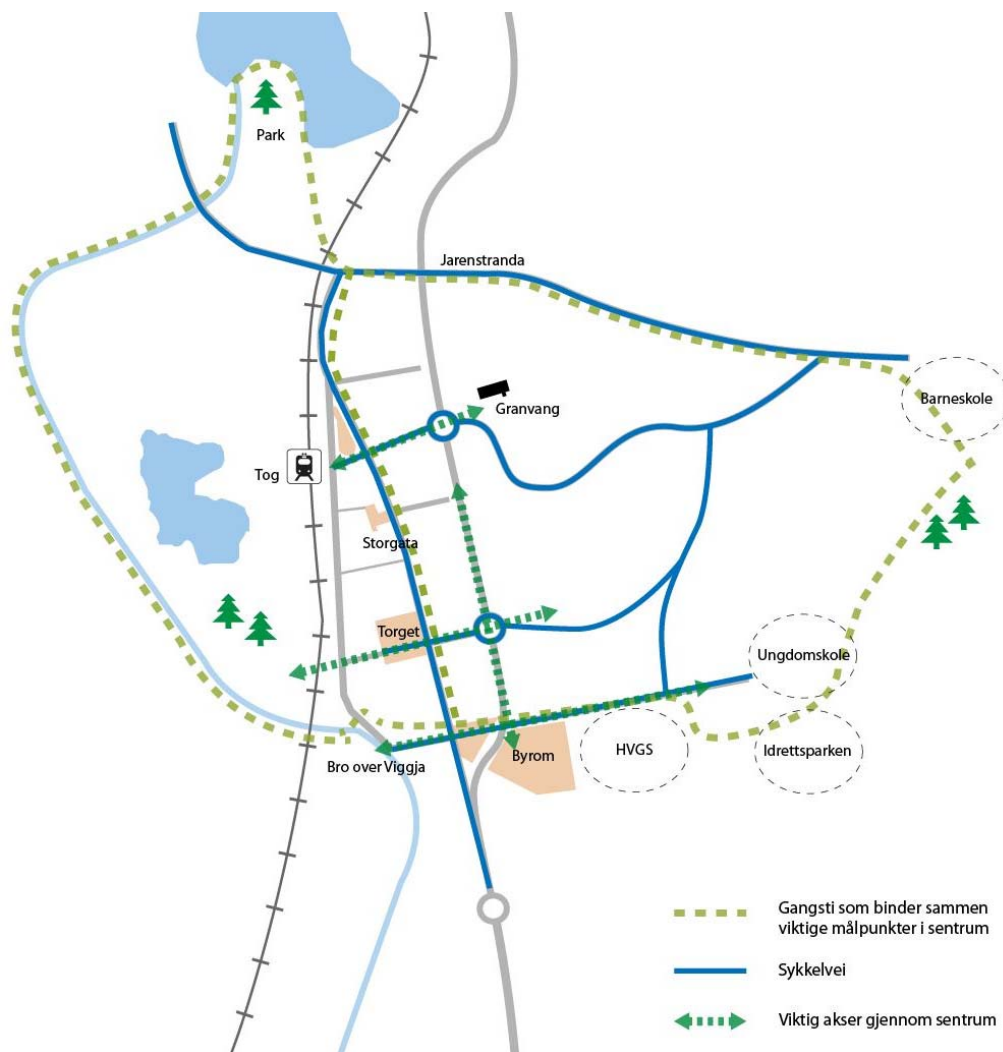 Park
Jarenstranda
Barneskole
Granvang
Tog
Storgata
Torget
Ungdomskole
Bro over Viggja
Byrom
HVGS
Idrettsparken
Gangsti som binder sammen
viktige målpunkter i sentrum
Sykkelvei
Viktig akser gjennom sentrum